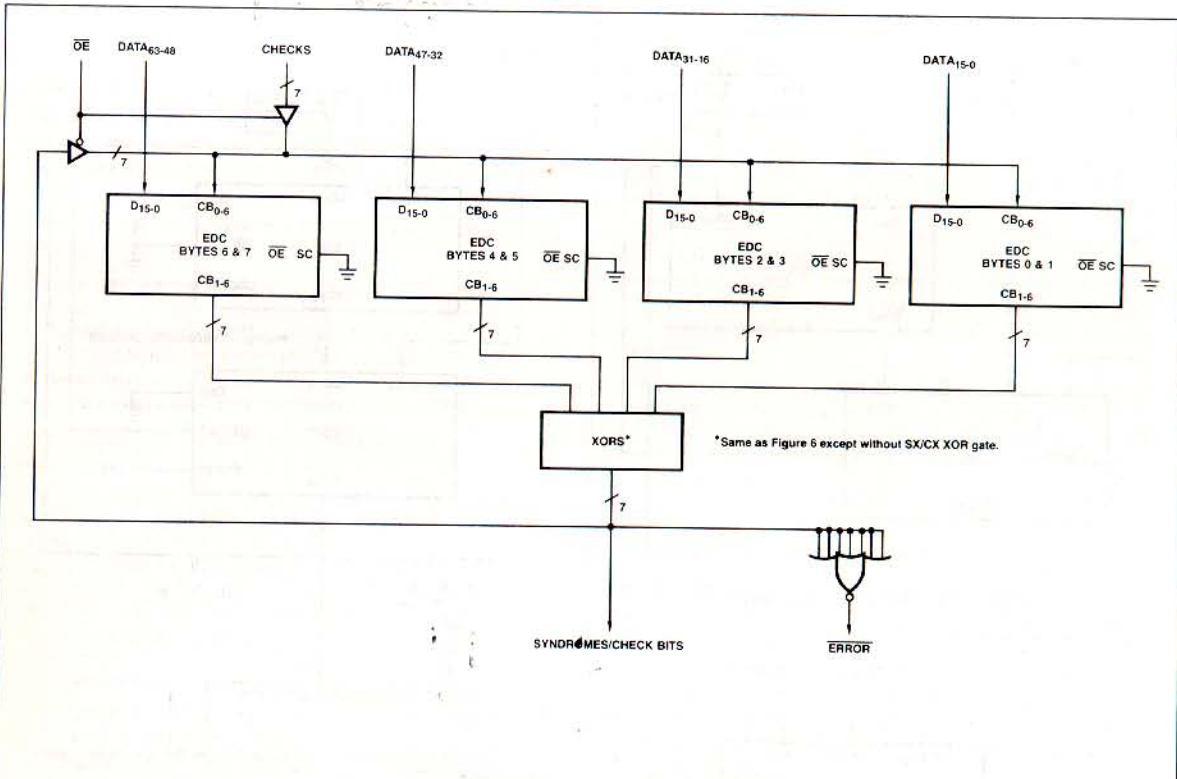 OE DATA63-48 CHECKS DATA47-32 DATA31-16 DATA15-0
7
7
D15-0 CB0-6
EDC
BYTES 6 & 7 OE SC
CB1-6
D15-0 CB0-6
EDC
BYTES 4 & 5 OE SC
CB1-6
D15-0 CB0-6
EDC
BYTES 2 & 3 OE SC
CB1-6
D15-0 CB0-6
EDC
BYTES 0 & 1 OE SC
CB1-6
7 7 7 7
XORS*
*Same as Figure 6 except without SX/CX XOR gate.
7
SYNDROMES/CHECK BITS
ERROR